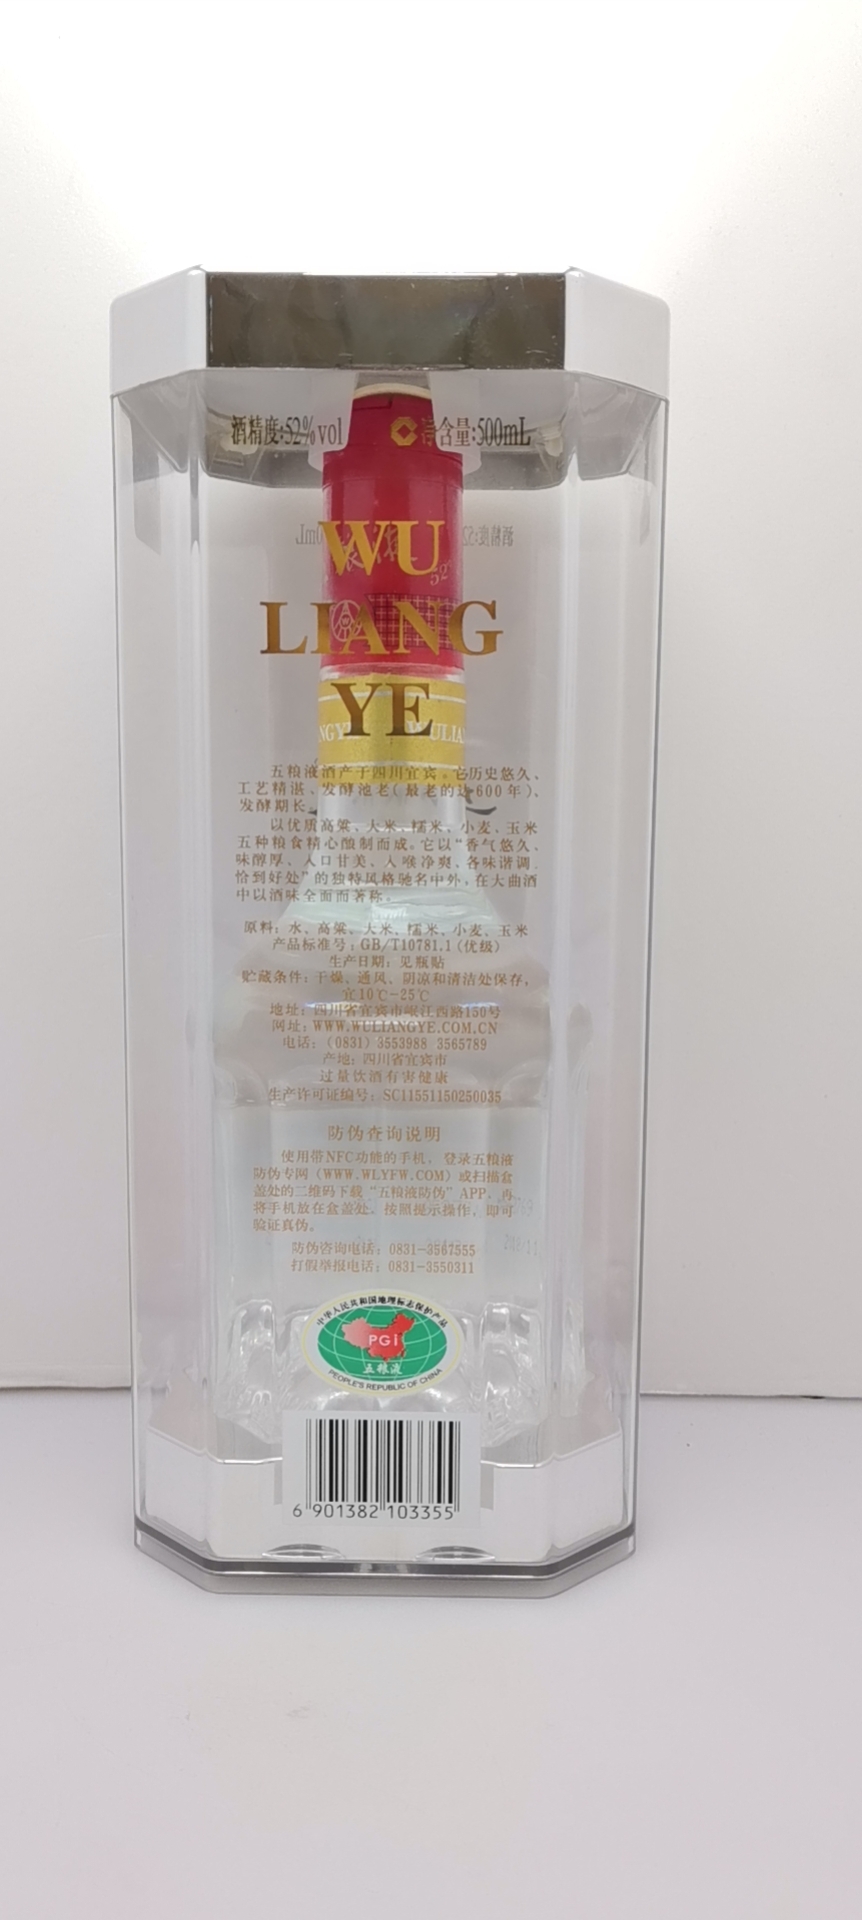 酒精度:52%vol 净含量:500mL
WU
LIANG
YE
五粮液酒产于四川宜宾。它历史悠久、
工艺精湛、发酵池老(最老的达600年)、
发酵期长。
以优质高粱、大米、糯米、小麦、玉米
五种粮食精心酿制而成。它以“香气悠久、
味醇厚、入口甘美、入喉净爽、各味谐调、
恰到好处”的独特风格驰名中外,在大曲酒
中以酒味全面而著称。
原料:水、高粱、大米、糯米、小麦、玉米
产品标准号:GB/T10781.1(优级)
生产日期:见瓶贴
贮藏条件:干燥、通风、阴凉和清洁处保存,
宜10℃-25℃
地址:四川省宜宾市岷江西路150号
网址:WWW.WULIANGYE.COM.CN
电话:(0831)3553988 3565789
产地:四川省宜宾市
过量饮酒有害健康
生产许可证编号:SC11551150250035
防伪查询说明
使用带NFC功能的手机,登录五粮液
防伪专网(WWW.WLYFW.COM)或扫描盒
盖处的二维码下载“五粮液防伪”APP,再
将手机放在盒盖处,按照提示操作,即可
验证真伪。
防伪咨询电话:0831-3567555
打假举报电话:0831-3550311
中华人民共和国地理标志保护产品
PGI
五粮液
PEOPLE'S REPUBLIC OF CHINA
6 901382 103355